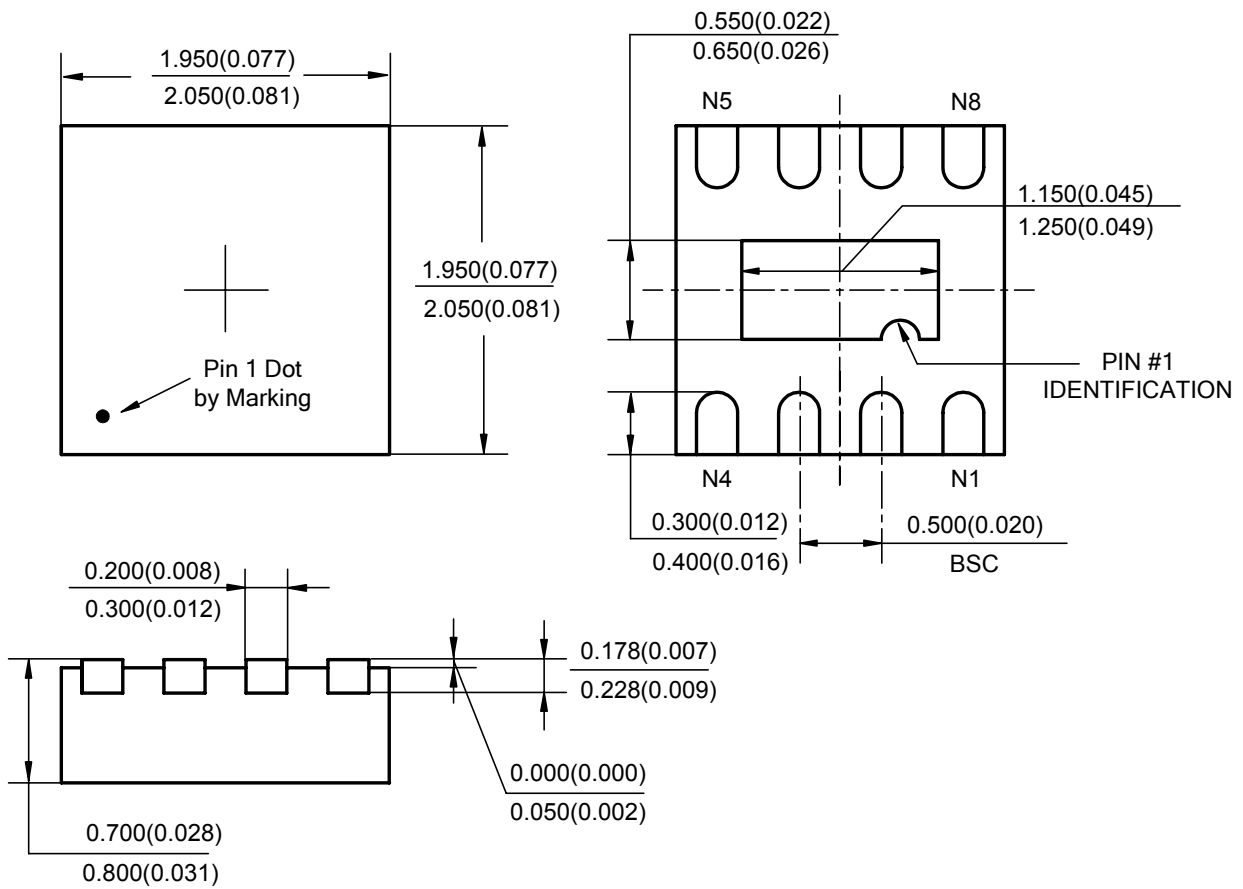 1.950(0.077)
2.050(0.081)
1.950(0.077)
2.050(0.081)
Pin 1 Dot
by Marking
0.550(0.022)
0.650(0.026)
N5
N8
1.150(0.045)
1.250(0.049)
PIN #1
IDENTIFICATION
N4
N1
0.300(0.012)
0.400(0.016)
0.500(0.020)
BSC
0.200(0.008)
0.300(0.012)
0.178(0.007)
0.228(0.009)
0.000(0.000)
0.050(0.002)
0.700(0.028)
0.800(0.031)